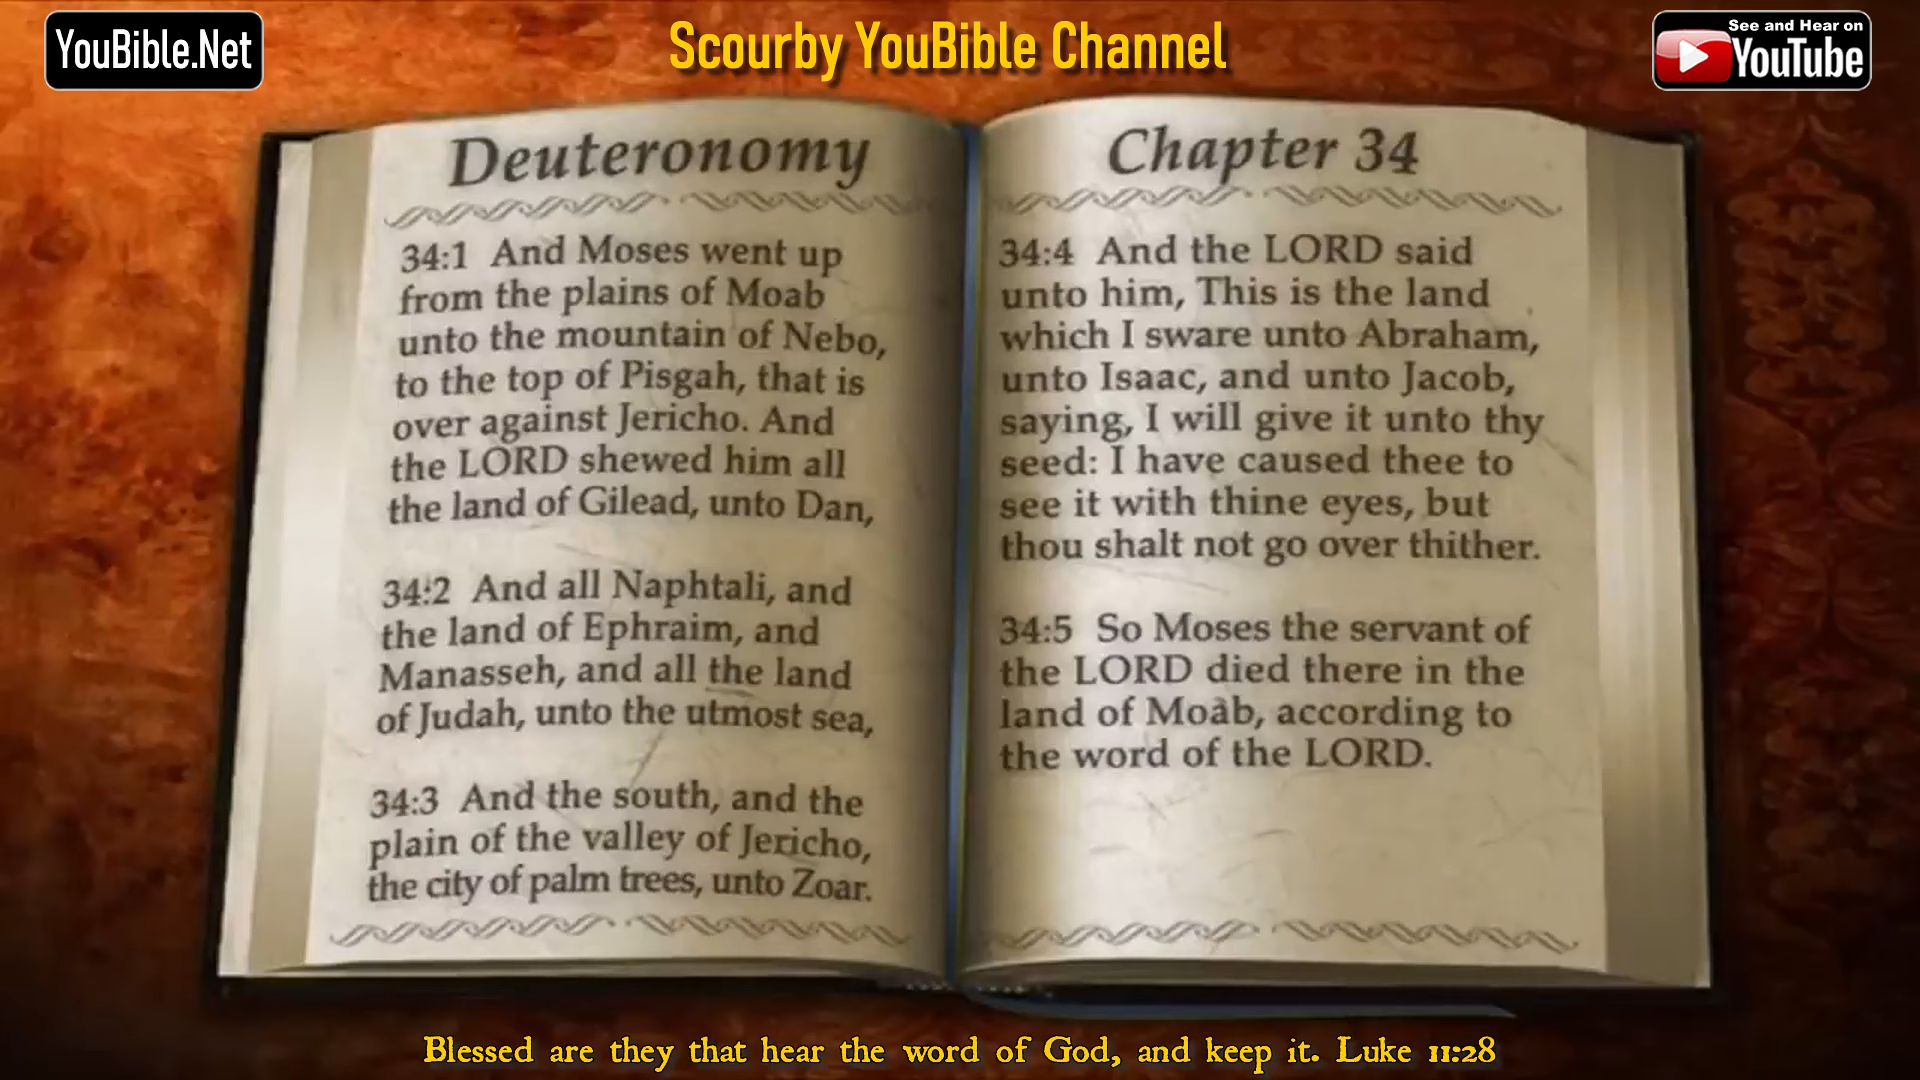 YouBible.Net
Scourby YouBible Channel
See and Hear on
YouTube
Deuteronomy
34:1 And Moses went up
from the plains of Moab
unto the mountain of Nebo,
to the top of Pisgah, that is
over against Jericho. And
the LORD shewed him all
the land of Gilead, unto Dan,
34:2 And all Naphtali, and
the land of Ephraim, and
Manasseh, and all the land
of Judah, unto the utmost sea,
34:3 And the south, and the
plain of the valley of Jericho,
the city of palm trees, unto Zoar.
Chapter 34
34:4 And the LORD said
unto him, This is the land
which I sware unto Abraham,
unto Isaac, and unto Jacob,
saying, I will give it unto thy
seed: I have caused thee to
see it with thine eyes, but
thou shalt not go over thither.
34:5 So Moses the servant of
the LORD died there in the
land of Moab, according to
the word of the LORD.
Blessed are they that hear the word of God, and keep it. Luke 11:28